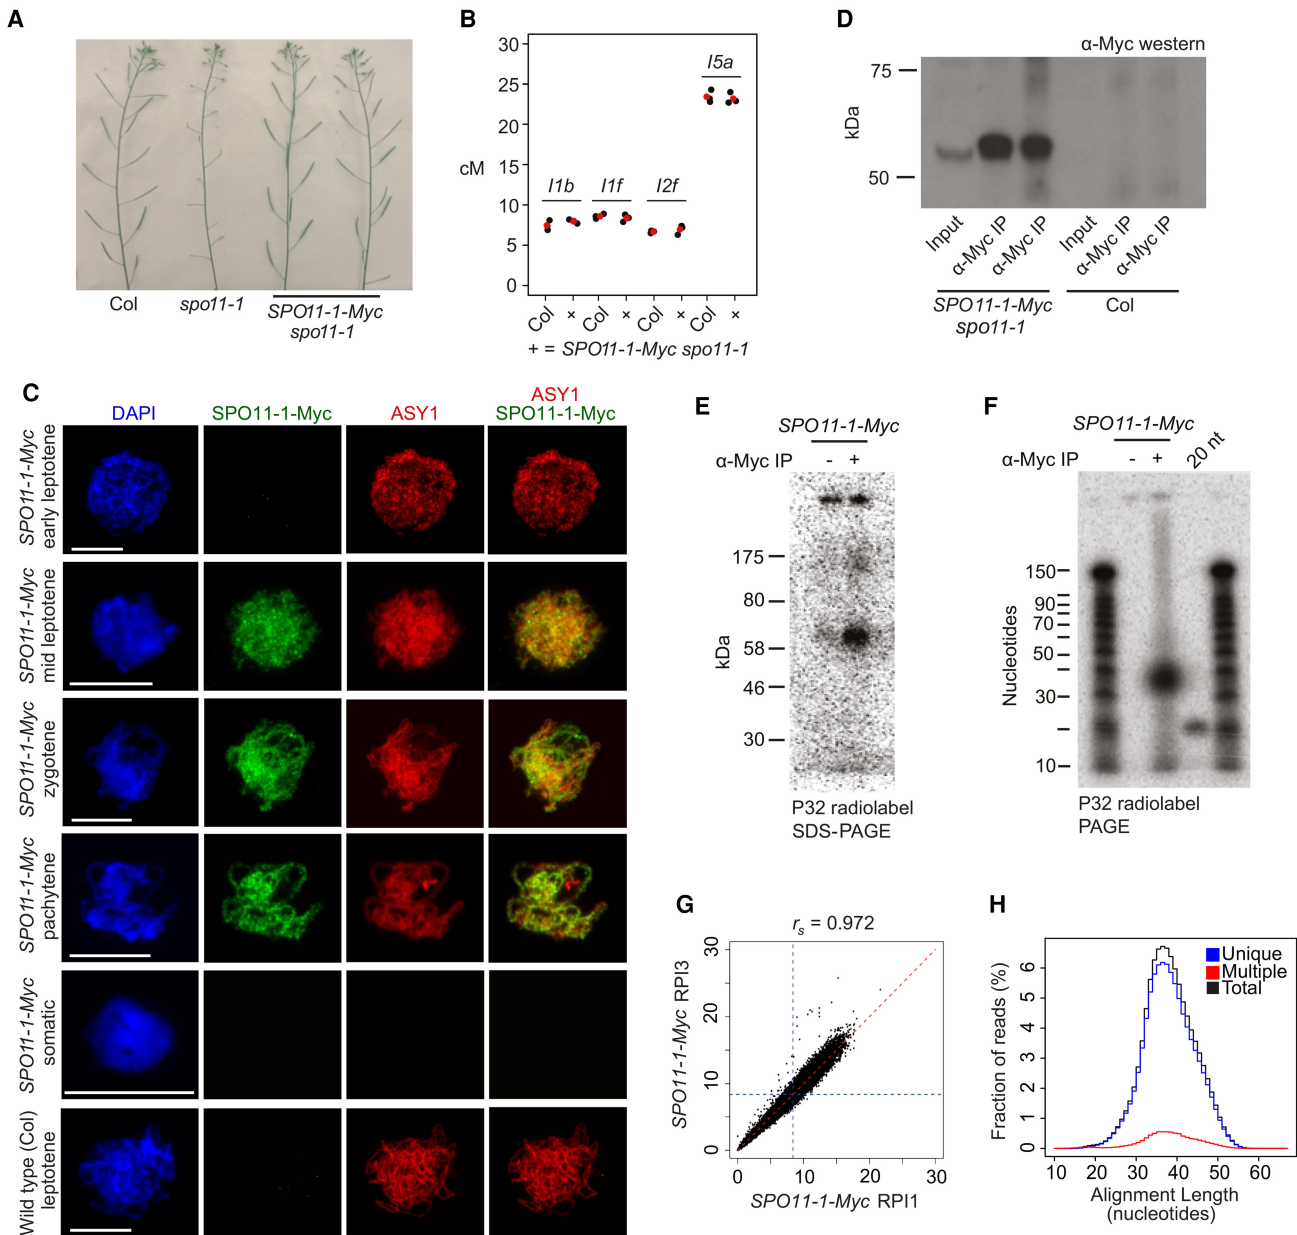 A
Col
spo11-1
SPO11-1-Myc
spo11-1
B
cM
30
25
20
15
10
5
0
I1b
I1f
I2f
I5a
Col
+
Col
+
Col
+
Col
+
+ = SPO11-1-Myc spo11-1
D
α-Myc western
kDa
75
50
Input
α-Myc IP
α-Myc IP
Input
α-Myc IP
α-Myc IP
SPO11-1-Myc
spo11-1
Col
C
DAPI
SPO11-1-Myc
ASY1
ASY1
SPO11-1-Myc
SPO11-1-Myc
early leptotene
SPO11-1-Myc
mid leptotene
SPO11-1-Myc
zygotene
SPO11-1-Myc
pachytene
SPO11-1-Myc
somatic
Wild type (Col)
leptotene
E
SPO11-1-Myc
α-Myc IP - +
kDa
175
80
58
46
30
P32 radiolabel
SDS-PAGE
F
SPO11-1-Myc
α-Myc IP - + 20 nt
Nucleotides
150
90
70
50
30
10
P32 radiolabel
PAGE
G
rs = 0.972
SPO11-1-Myc RPI3
30
20
10
0
0
10
20
30
SPO11-1-Myc RPI1
H
Fraction of reads (%)
6
5
4
3
2
1
0
Unique
Multiple
Total
10
20
30
40
50
60
Alignment Length
(nucleotides)